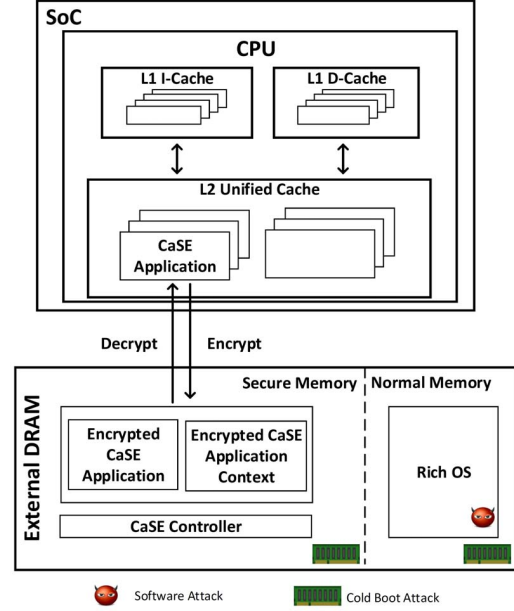 SoC
CPU
L1 I-Cache
L1 D-Cache
L2 Unified Cache
CaSE
Application
Decrypt
Encrypt
External DRAM
Secure Memory
Normal Memory
Encrypted
CaSE
Application
Encrypted CaSE
Application
Context
Rich OS
CaSE Controller
Software Attack
Cold Boot Attack